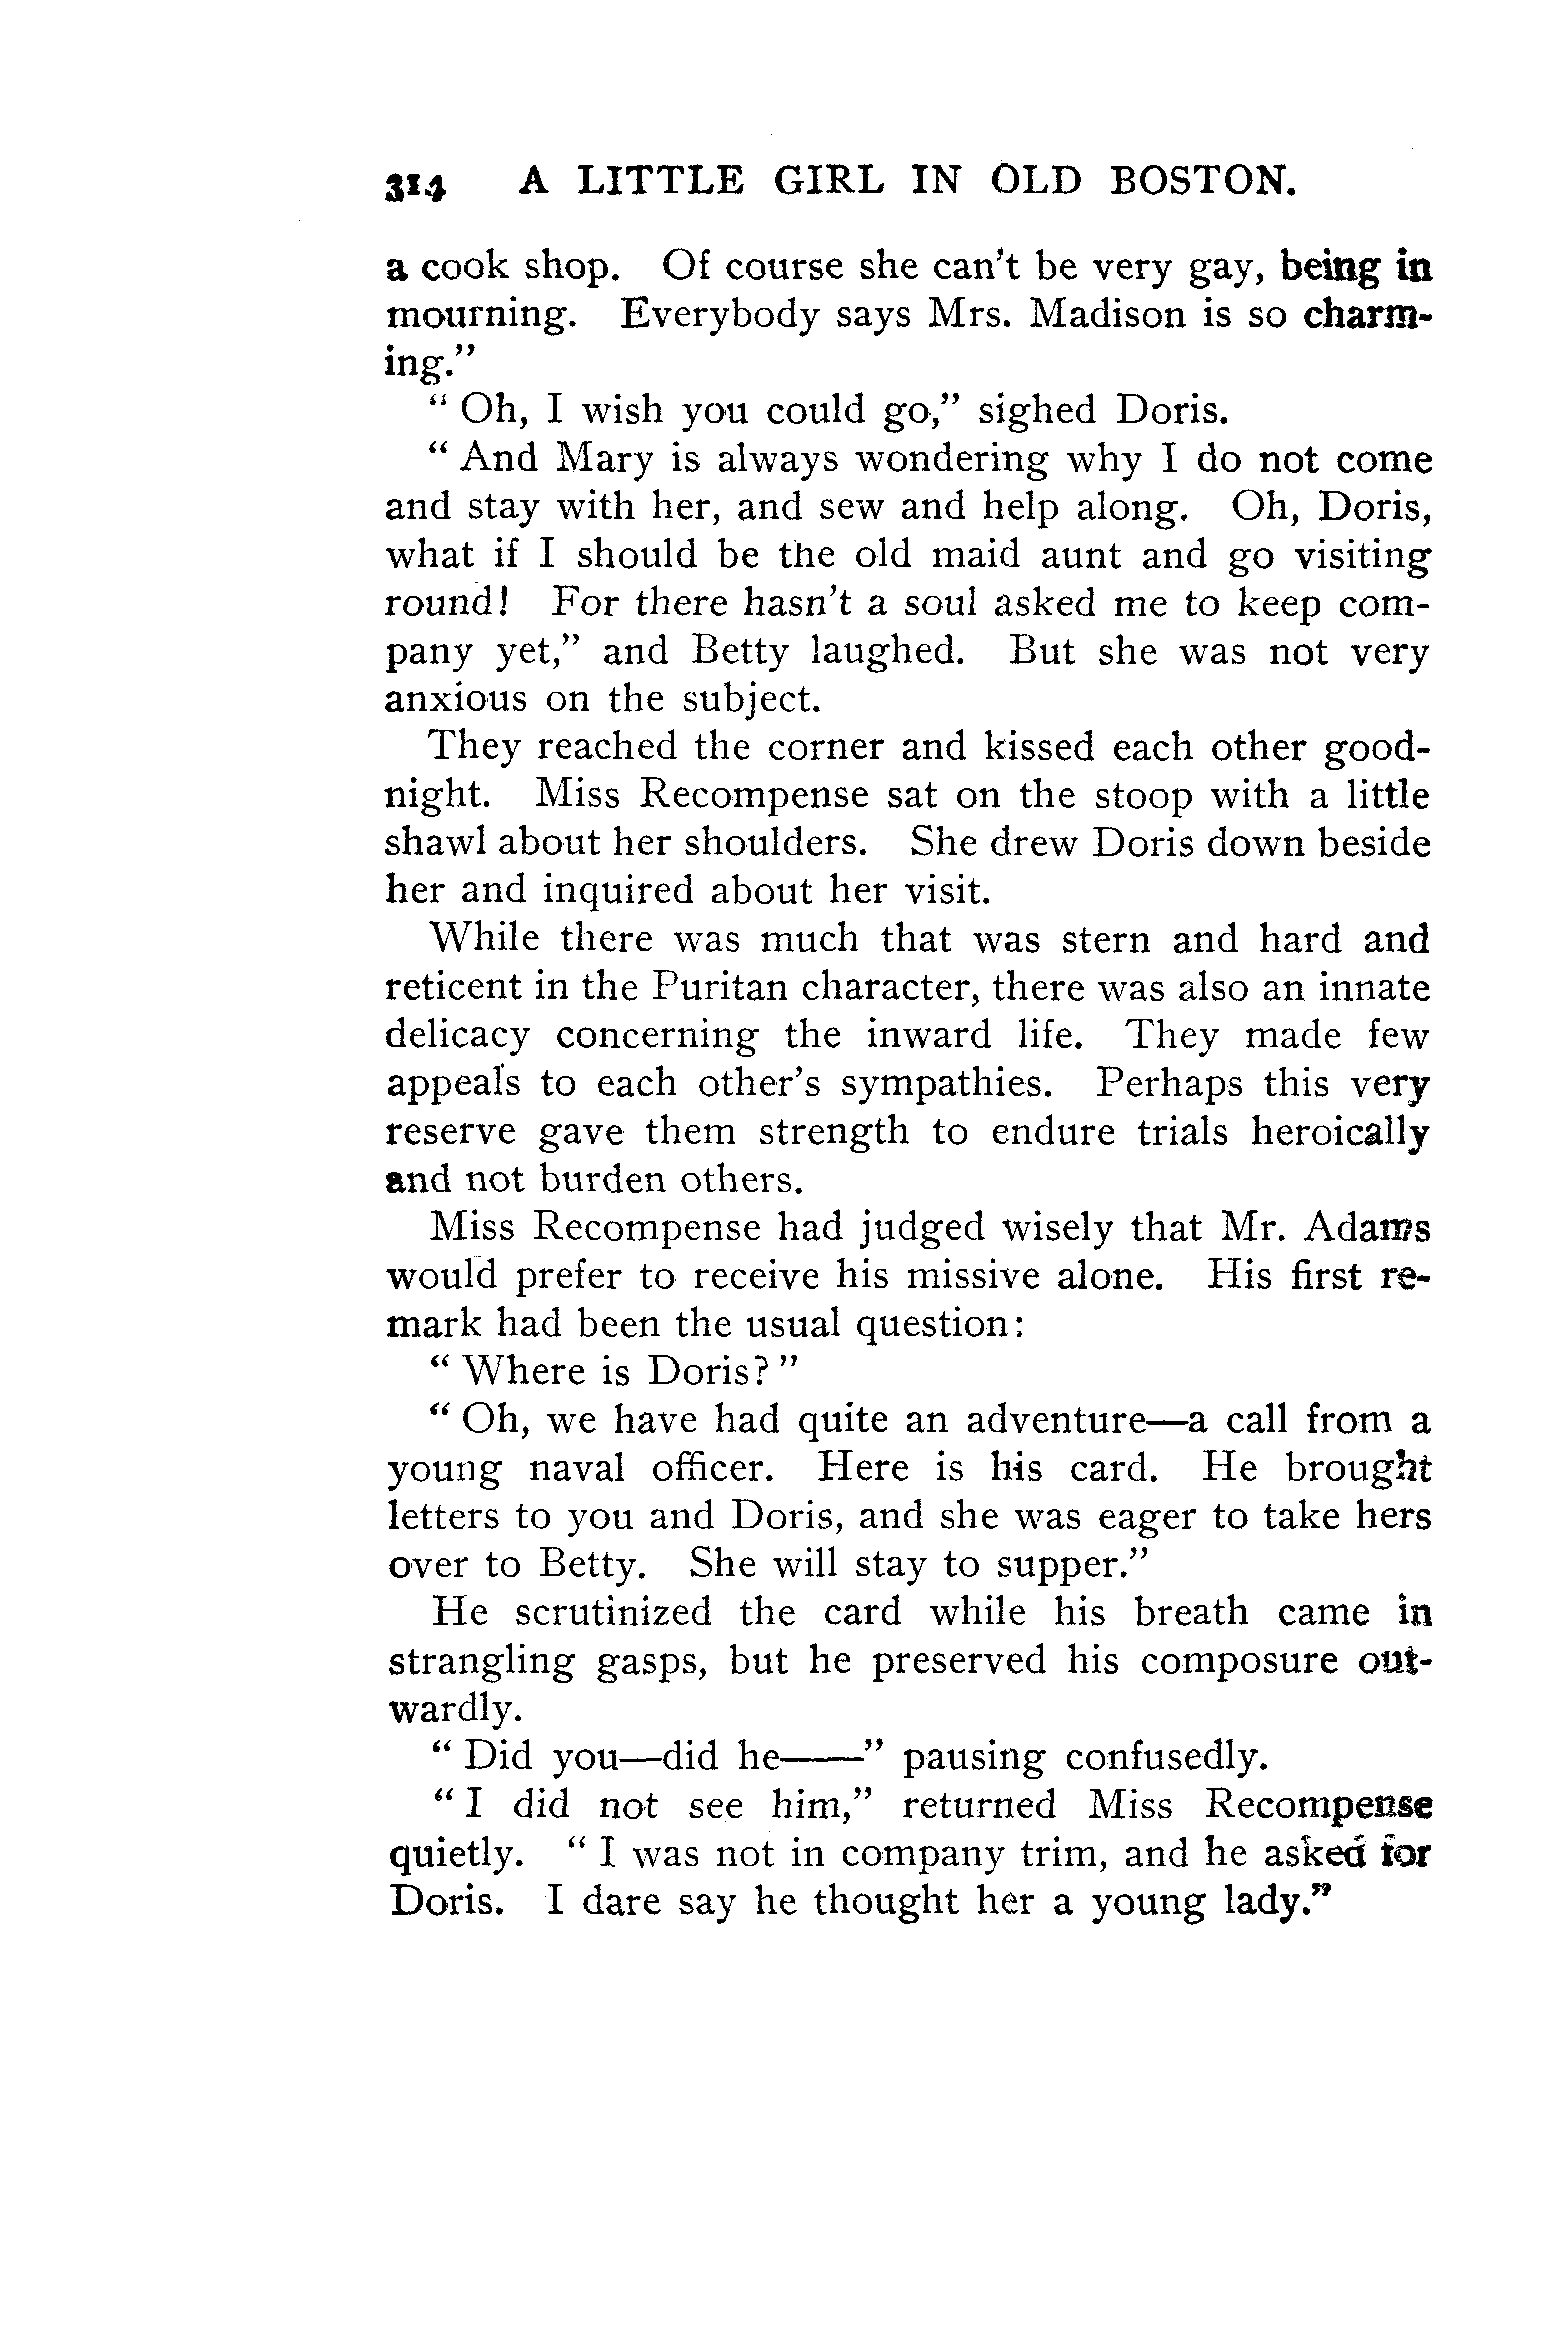 314 A LITTLE GIRL IN OLD BOSTON.
a cook shop. Of course she can't be very gay, being in
mourning. Everybody says Mrs. Madison is so charm-
ing."
" Oh, I wish you could go," sighed Doris.
" And Mary is always wondering why I do not come
and stay with her, and sew and help along. Oh, Doris,
what if I should be the old maid aunt and go visiting
round! For there hasn't a soul asked me to keep com-
pany yet," and Betty laughed. But she was not very
anxious on the subject.
They reached the corner and kissed each other good-
night. Miss Recompense sat on the stoop with a little
shawl about her shoulders. She drew Doris down beside
her and inquired about her visit.
While there was much that was stern and hard and
reticent in the Puritan character, there was also an innate
delicacy concerning the inward life. They made few
appeals to each other's sympathies. Perhaps this very
reserve gave them strength to endure trials heroically
and not burden others.
Miss Recompense had judged wisely that Mr. Adams
would prefer to receive his missive alone. His first re-
mark had been the usual question:
" Where is Doris? "
" Oh, we have had quite an adventure—a call from a
young naval officer. Here is his card. He brought
letters to you and Doris, and she was eager to take hers
over to Betty. She will stay to supper."
He scrutinized the card while his breath came in
strangling gasps, but he preserved his composure out-
wardly.
" Did you—did he——" pausing confusedly.
" I did not see him," returned Miss Recompense
quietly. " I was not in company trim, and he asked for
Doris. I dare say he thought her a young lady."